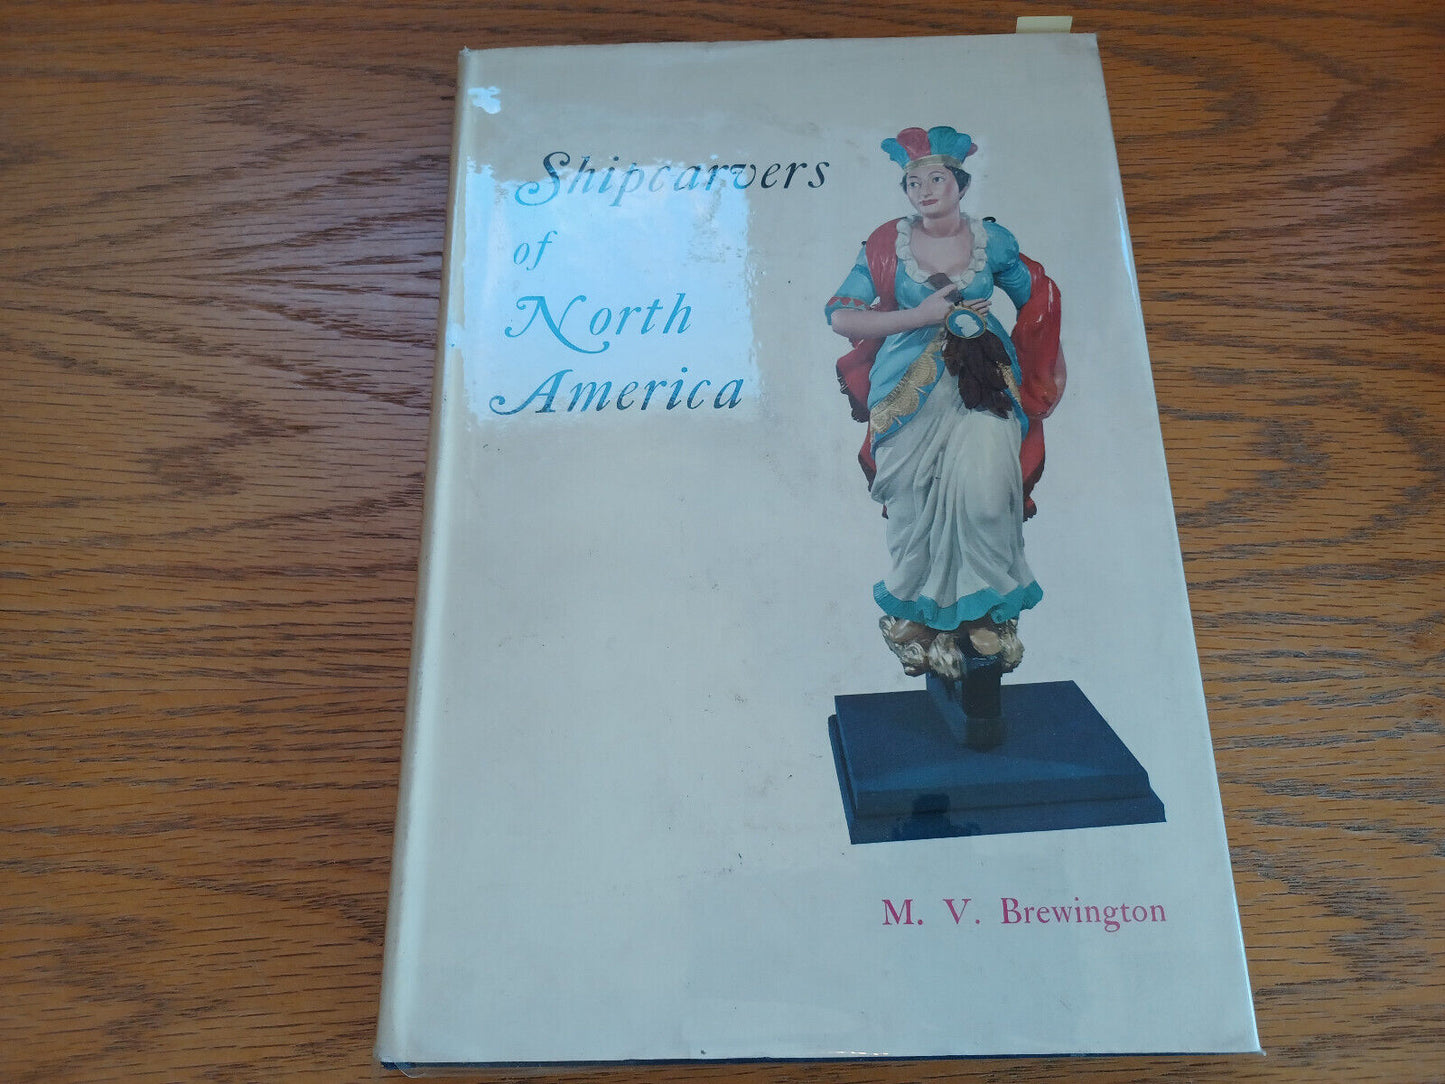 Shipcarvers
of
North
America
M. V. Brewington